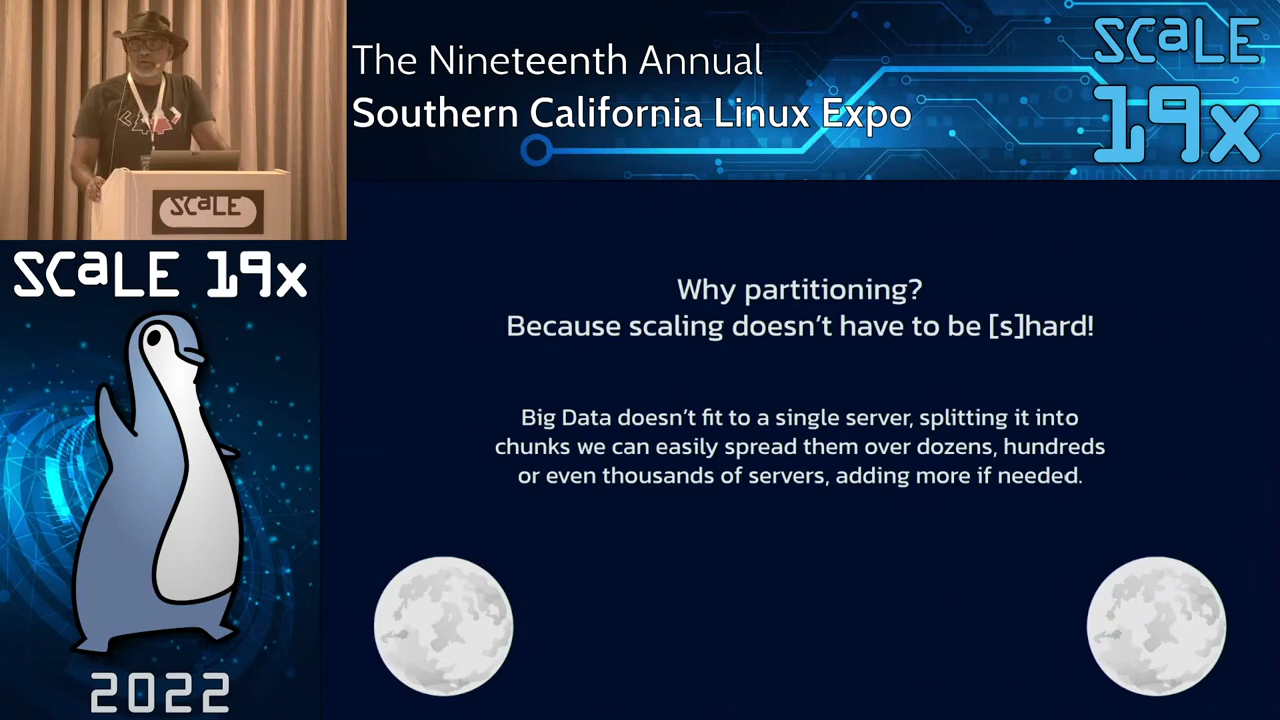 The Nineteenth Annual
Southern California Linux Expo
SCaLE
19x
SCaLE
SCaLE 19x
2022
Why partitioning?
Because scaling doesn't have to be [s]hard!
Big Data doesn't fit to a single server, splitting it into
chunks we can easily spread them over dozens, hundreds
or even thousands of servers, adding more if needed.